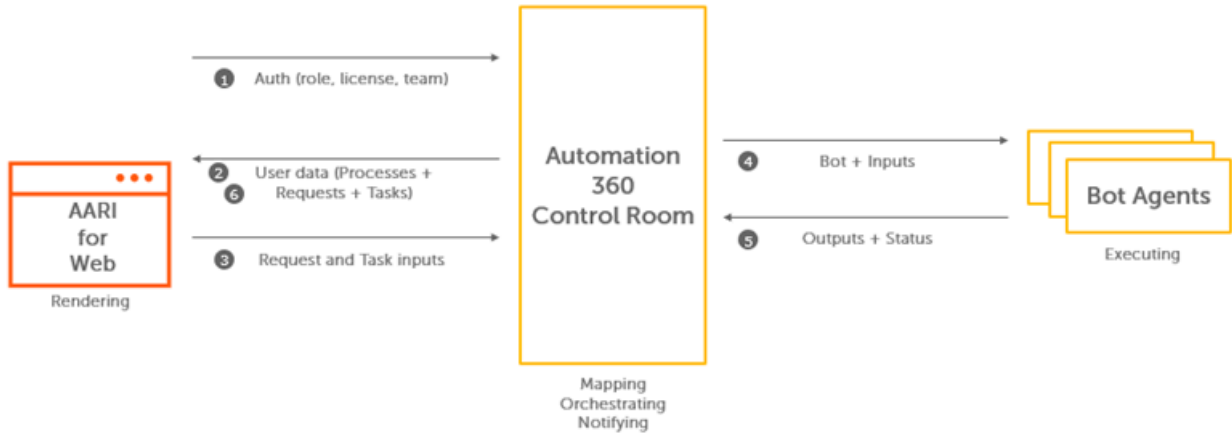 1 Auth (role, license, team)
2 User data (Processes +
6 Requests + Tasks)
3 Request and Task inputs
AARI
for
Web
Rendering
Automation
360
Control Room
Mapping
Orchestrating
Notifying
4 Bot + Inputs
5 Outputs + Status
Bot Agents
Executing